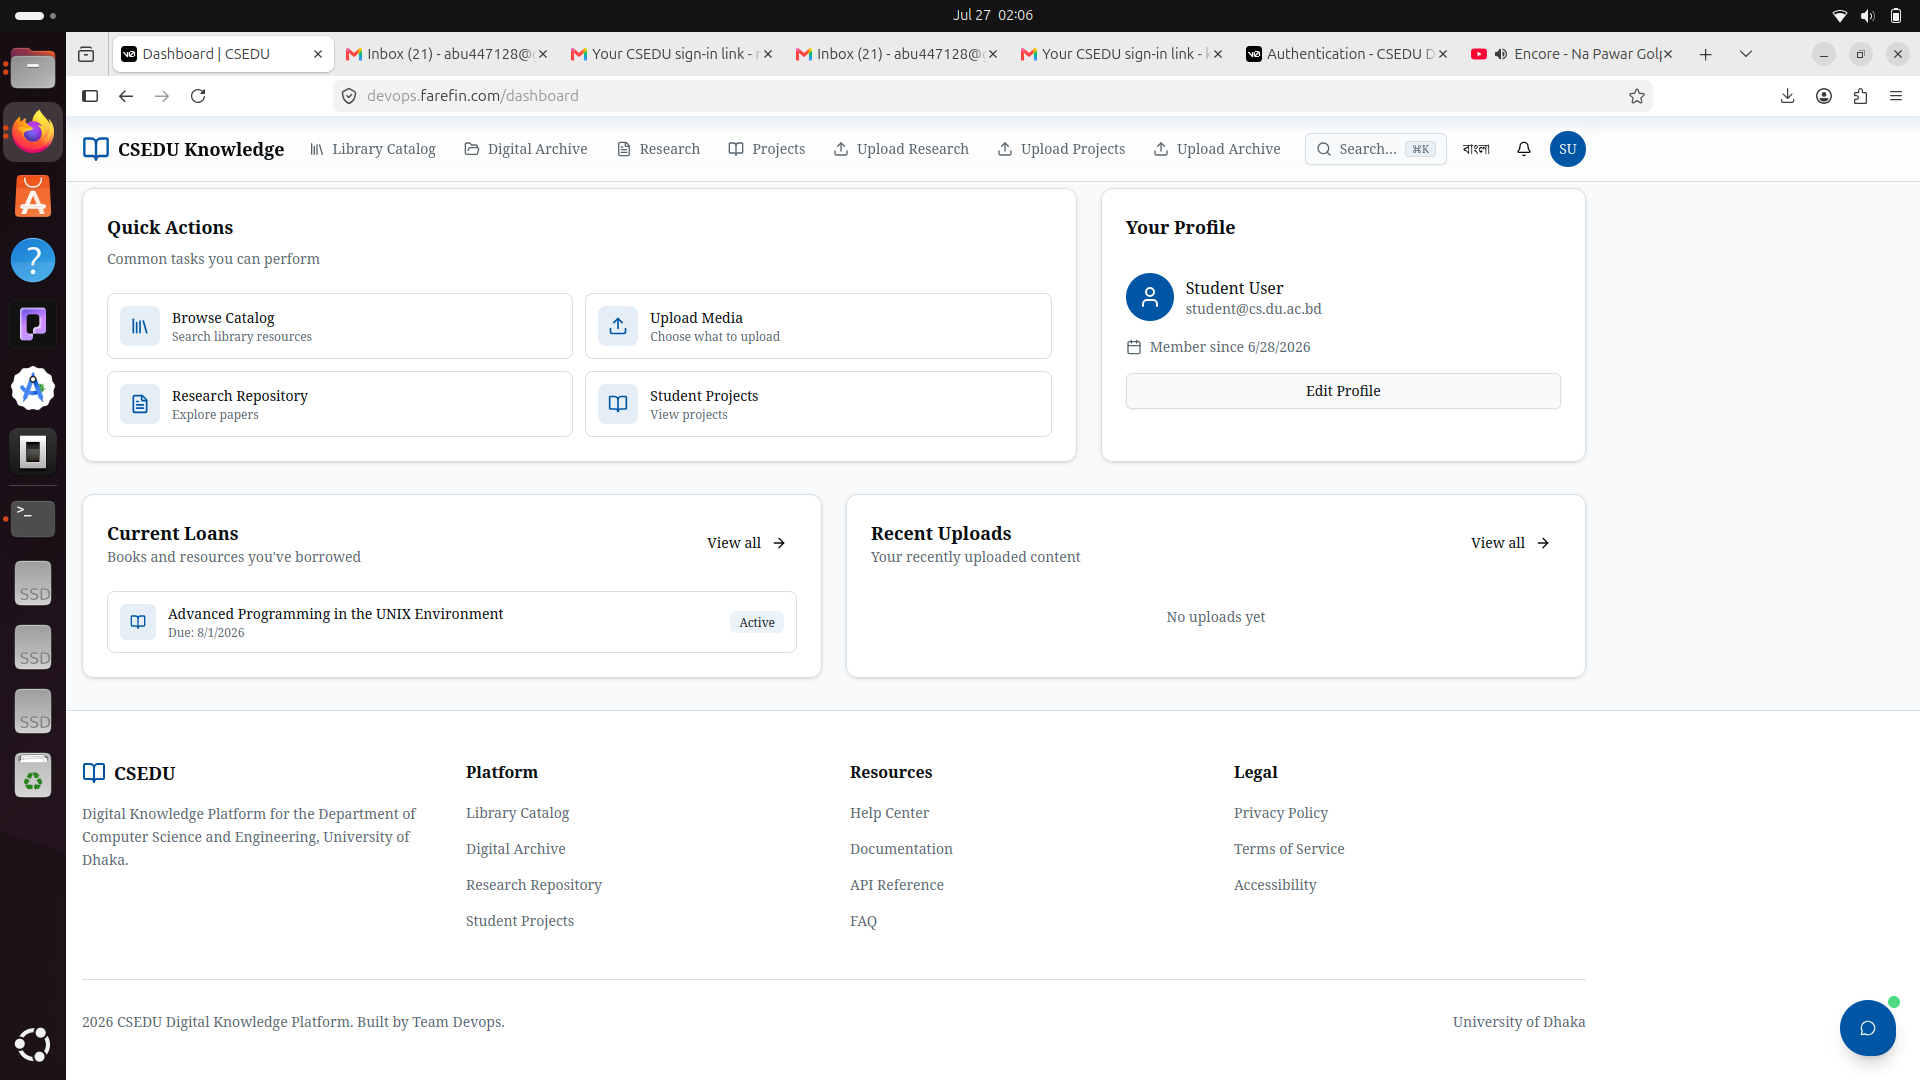 Jul 27 02:06
Dashboard | CSEDU
Inbox (21) - abu447128@
Your CSEDU sign-in link -
Inbox (21) - abu447128@
Your CSEDU sign-in link -
Authentication - CSEDU D
Encore - Na Pawar Golp
devops.farefin.com/dashboard
CSEDU Knowledge
Library Catalog
Digital Archive
Research
Projects
Upload Research
Upload Projects
Upload Archive
Search...
⌘K
বাংলা
SU
Quick Actions
Common tasks you can perform
Browse Catalog
Search library resources
Upload Media
Choose what to upload
Research Repository
Explore papers
Student Projects
View projects
Your Profile
Student User
student@cs.du.ac.bd
Member since 6/28/2026
Edit Profile
Current Loans
Books and resources you've borrowed
View all
Advanced Programming in the UNIX Environment
Due: 8/1/2026
Active
Recent Uploads
Your recently uploaded content
View all
No uploads yet
CSEDU
Digital Knowledge Platform for the Department of
Computer Science and Engineering, University of
Dhaka.
Platform
Library Catalog
Digital Archive
Research Repository
Student Projects
Resources
Help Center
Documentation
API Reference
FAQ
Legal
Privacy Policy
Terms of Service
Accessibility
2026 CSEDU Digital Knowledge Platform. Built by Team Devops.
University of Dhaka
SSD
SSD
SSD